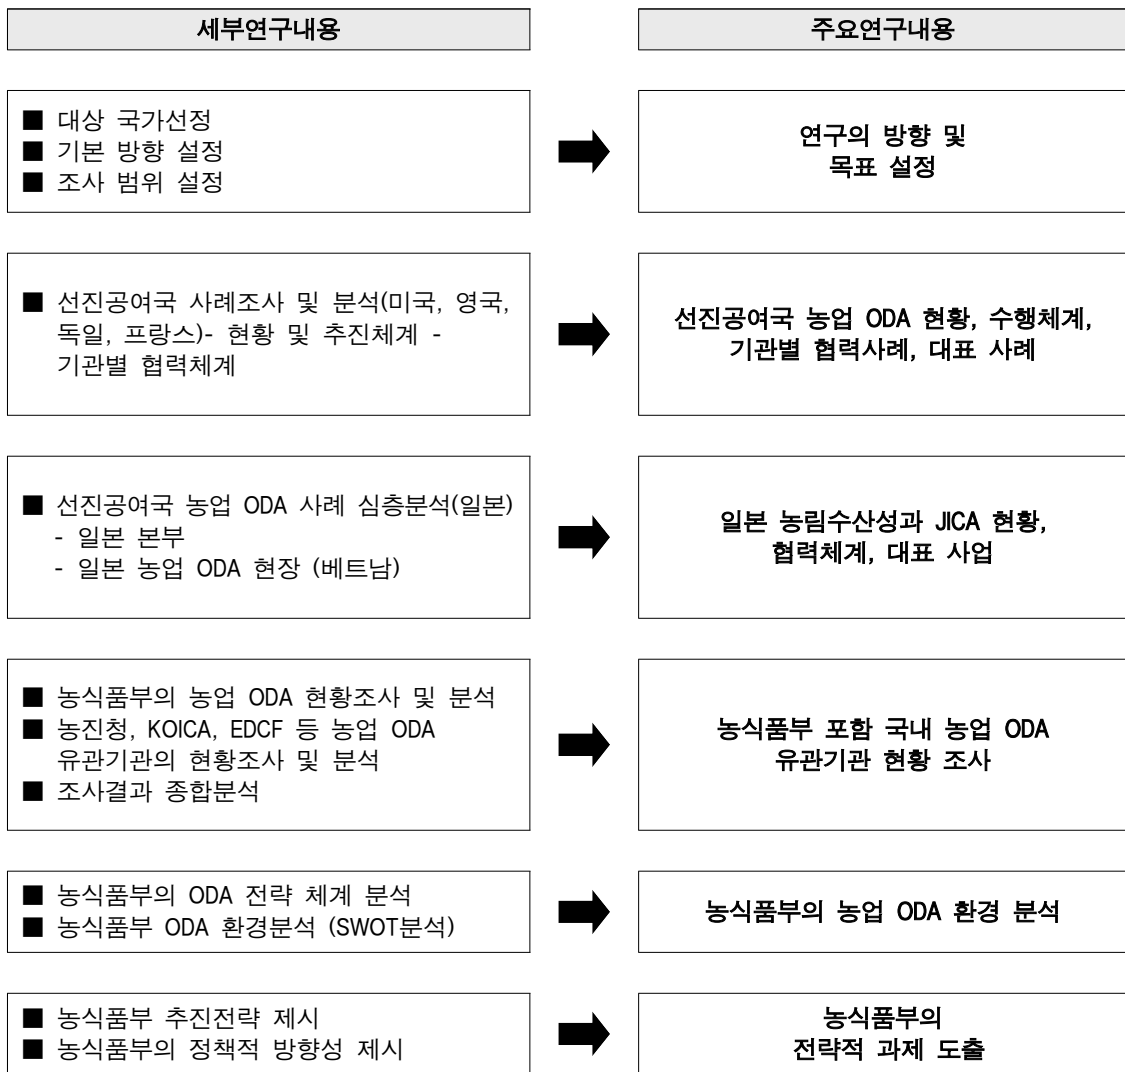 세부연구내용
주요연구내용
■ 대상 국가선정
■ 기본 방향 설정
■ 조사 범위 설정
연구의 방향 및
목표 설정
■ 선진공여국 사례조사 및 분석(미국, 영국,
독일, 프랑스)- 현황 및 추진체계 -
기관별 협력체계
선진공여국 농업 ODA 현황, 수행체계,
기관별 협력사례, 대표 사례
■ 선진공여국 농업 ODA 사례 심층분석(일본)
- 일본 본부
- 일본 농업 ODA 현장 (베트남)
일본 농림수산성과 JICA 현황,
협력체계, 대표 사업
■ 농식품부의 농업 ODA 현황조사 및 분석
■ 농진청, KOICA, EDCF 등 농업 ODA
유관기관의 현황조사 및 분석
■ 조사결과 종합분석
농식품부 포함 국내 농업 ODA
유관기관 현황 조사
■ 농식품부의 ODA 전략 체계 분석
■ 농식품부 ODA 환경분석 (SWOT분석)
농식품부의 농업 ODA 환경 분석
■ 농식품부 추진전략 제시
■ 농식품부의 정책적 방향성 제시
농식품부의
전략적 과제 도출